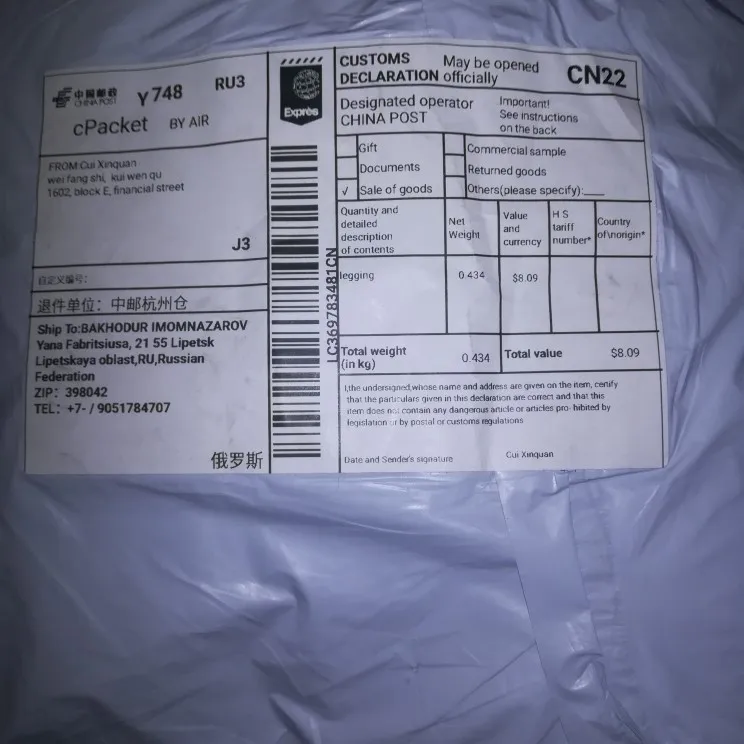 中国邮政
CHINA POST
Y 748
RU3
cPacket BY AIR
FROM:Cui Xinquan
wei fang shi, kui wen qu
1602, block E, financial street
J3
自定义编号:
退件单位: 中邮杭州仓
Ship To:BAKHODUR IMOMNAZAROV
Yana Fabritsiusa, 21 55 Lipetsk
Lipetskaya oblast,RU,Russian
Federation
ZIP: 398042
TEL: +7- / 9051784707
俄罗斯
Exprès
LC369783481CN
CUSTOMS May be opened
DECLARATION officially
CN22
Designated operator
CHINA POST
Important!
See instructions
on the back
Gift
Commercial sample
Documents
Returned goods
√ Sale of goods
Others(please specify):____
Quantity and
detailed
description
of contents
Net
Weight
Value
and
currency
H S
tariff
number*
Country
of\norigin*
legging 0.434 $8.09
Total weight
(in kg)
0.434
Total value $8.09
I,the undersigned,whose name and address are given on the item, certify
that the particulars given in this declaration are correct and that this
item does not contain any dangerous article or articles pro- hibited by
legislation or by postal or customs regulations
Date and Sender's signature Cui Xinquan